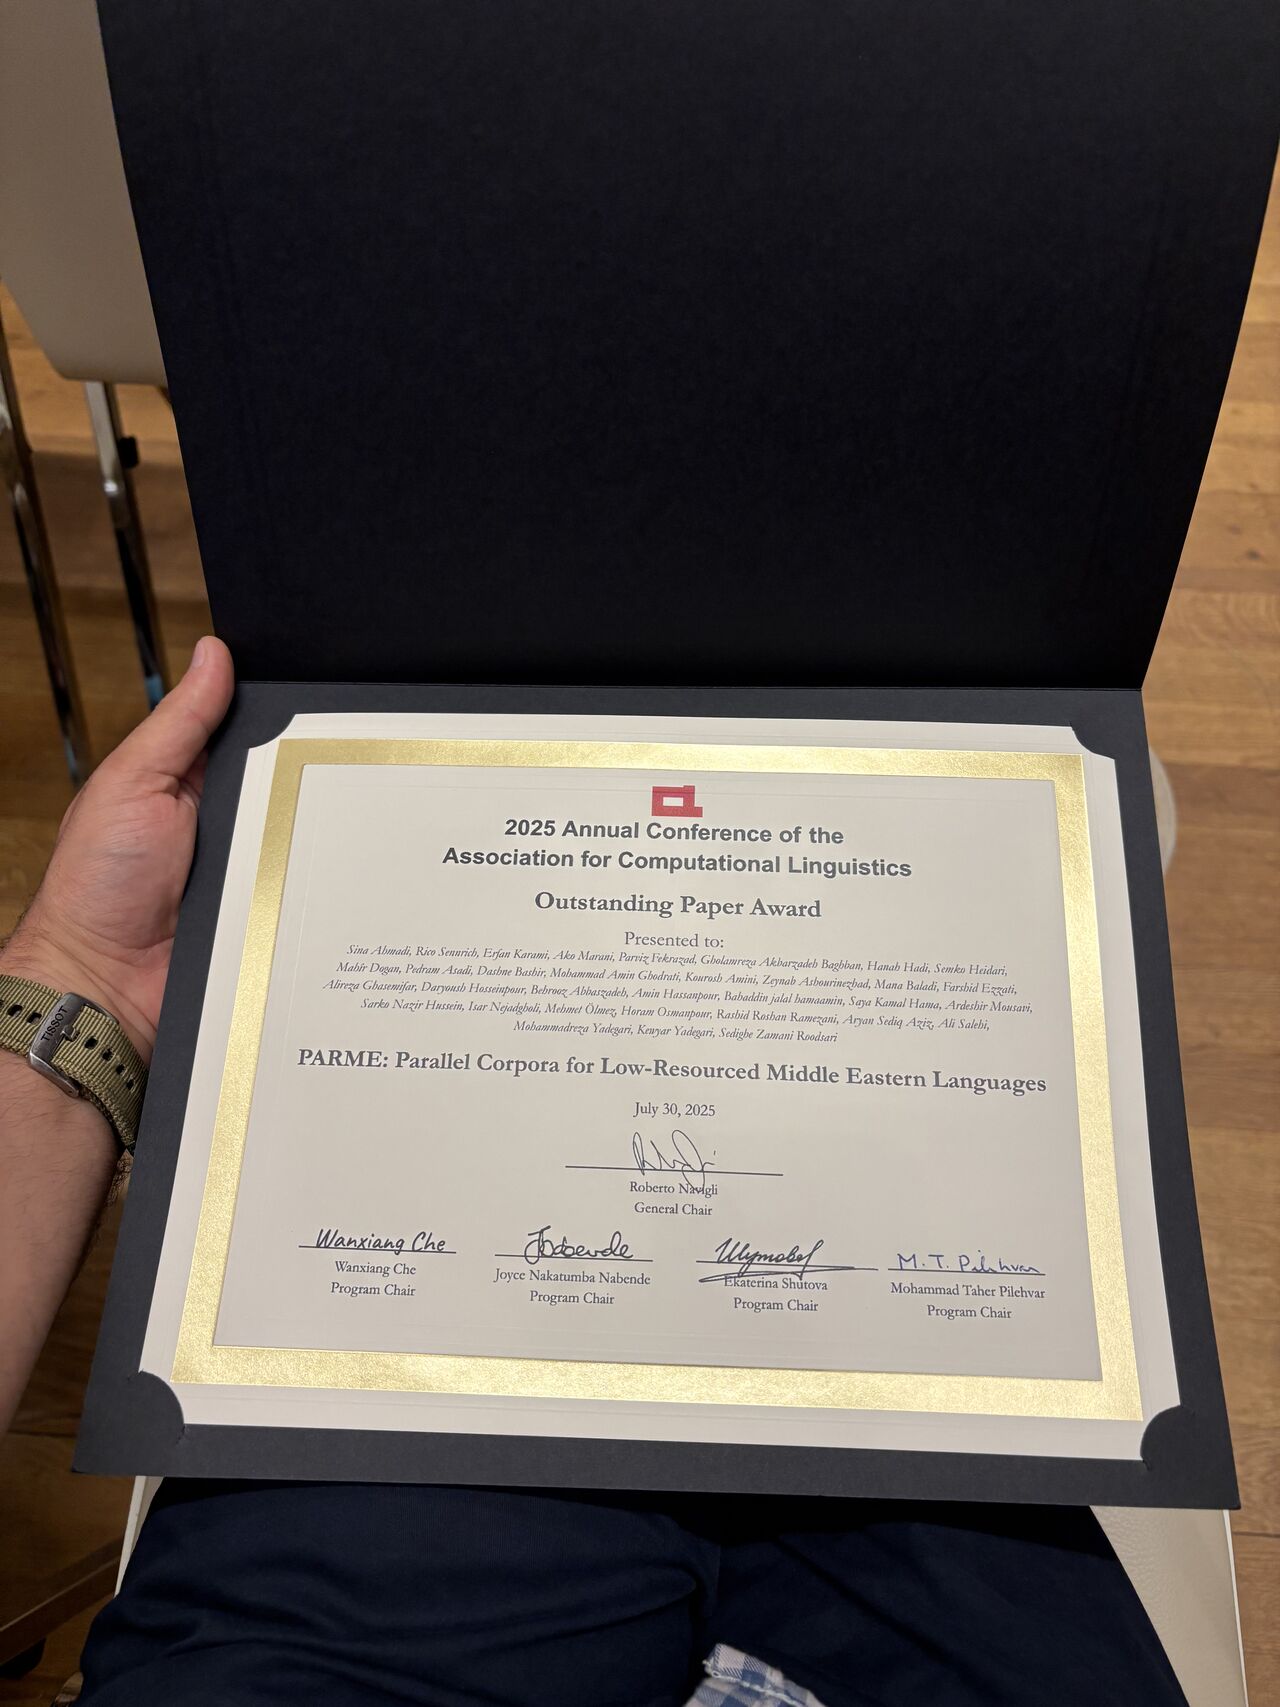 2025 Annual Conference of the
Association for Computational Linguistics
Outstanding Paper Award
Presented to:
Sina Ahmadi, Rico Sennrich, Erfan Karami, Ako Marani, Parviz Fekrazad, Gholamreza Akbarzadeh Baghban, Hanah Hadi, Semko Heidari,
Mahîr Dogan, Pedram Asadi, Dashne Bashir, Mohammad Amin Ghodrati, Kourosh Amini, Zeynab Ashourinezhad, Mana Baladi, Farshid Ezzati,
Alireza Ghasemifar, Daryoush Hosseinpour, Behrooz Abbaszadeh, Amin Hassanpour, Bahaddin jalal hamaamin, Saya Kamal Hama, Ardeshir Mousavi,
Sarko Nazir Hussein, Isar Nejadgholi, Mehmet Ölmez, Horam Osmanpour, Rashid Roshan Ramezani, Aryan Sediq Aziz, Ali Salehi,
Mohammadreza Yadegari, Kewyar Yadegari, Sedighe Zamani Roodsari
PARME: Parallel Corpora for Low-Resourced Middle Eastern Languages
July 30, 2025
Roberto Navigli
General Chair
Wanxiang Che
Wanxiang Che
Program Chair
Joyce Nakatumba Nabende
Program Chair
Ekaterina Shutova
Program Chair
M. T. Pilehvar
Mohammad Taher Pilehvar
Program Chair
TISSOT